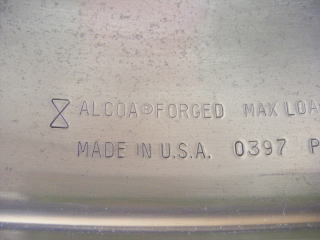 ALCOA® FORGED MAX LOA
MADE IN U.S.A. 0397 P